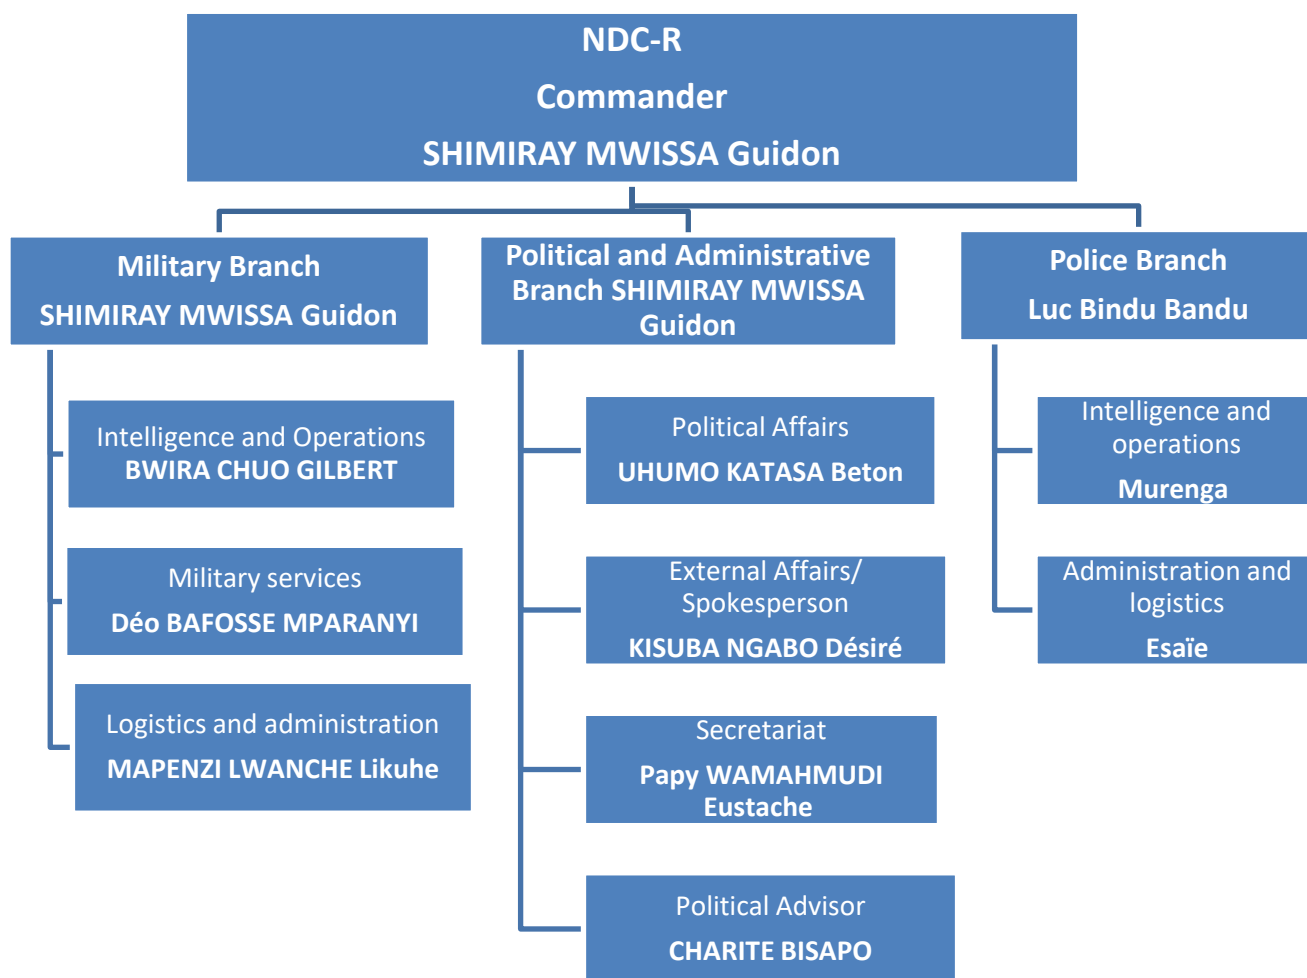 NDC-R
Commander
SHIMIRAY MWISSA Guidon
Military Branch
SHIMIRAY MWISSA Guidon
Intelligence and Operations
BWIRA CHUO GILBERT
Military services
Déo BAFOSSE MPARANYI
Logistics and administration
MAPENZI LWANCHE Likuhe
Political and Administrative
Branch SHIMIRAY MWISSA
Guidon
Political Affairs
UHUMO KATASA Beton
External Affairs/
Spokesperson
KISUBA NGABO Désiré
Secretariat
Papy WAMAHMUDI
Eustache
Political Advisor
CHARITE BISAPO
Police Branch
Luc Bindu Bandu
Intelligence and
operations
Murenga
Administration and
logistics
Esaïe